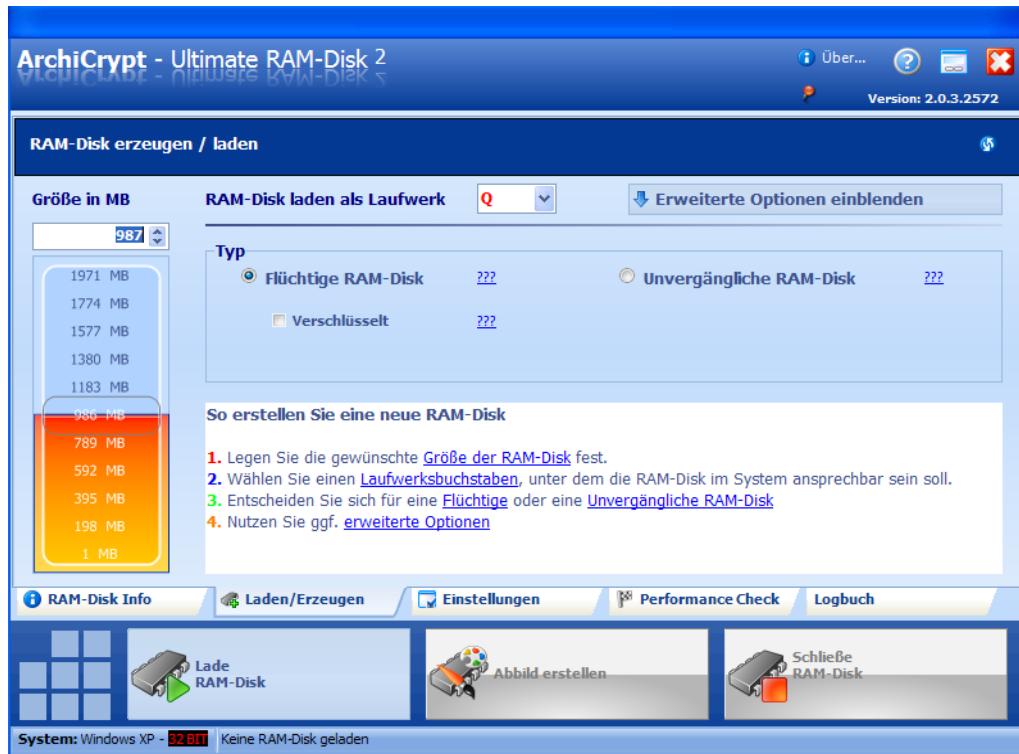 ArchiCrypt - Ultimate RAM-Disk 2
Über...
Version: 2.0.3.2572
RAM-Disk erzeugen / laden
Größe in MB
RAM-Disk laden als Laufwerk
Q
Erweiterte Optionen einblenden
987
Typ
Flüchtige RAM-Disk
???
Unvergängliche RAM-Disk
???
Verschlüsselt
???
1971 MB
1774 MB
1577 MB
1380 MB
1183 MB
986 MB
789 MB
592 MB
395 MB
198 MB
1 MB
So erstellen Sie eine neue RAM-Disk
1. Legen Sie die gewünschte Größe der RAM-Disk fest.
2. Wählen Sie einen Laufwerksbuchstaben, unter dem die RAM-Disk im System ansprechbar sein soll.
3. Entscheiden Sie sich für eine Flüchtige oder eine Unvergängliche RAM-Disk
4. Nutzen Sie ggf. erweiterte Optionen
RAM-Disk Info
Laden/Erzeugen
Einstellungen
Performance Check
Logbuch
Lade
RAM-Disk
Abbild erstellen
Schließe
RAM-Disk
System: Windows XP - 32 BIT
Keine RAM-Disk geladen